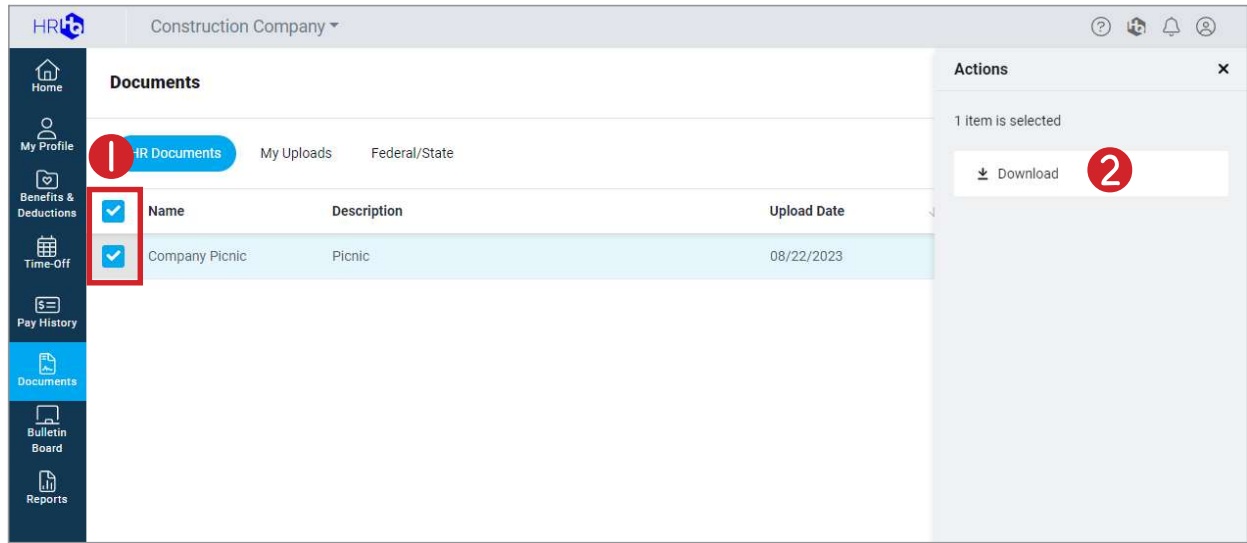 HR
Construction Company
?
Home
My Profile
Benefits &
Deductions
Time-Off
$
Pay History
Documents
Bulletin
Board
Reports
Documents
1
HR Documents My Uploads Federal/State
Name Description Upload Date
Company Picnic Picnic 08/22/2023
Actions
1 item is selected
Download 2